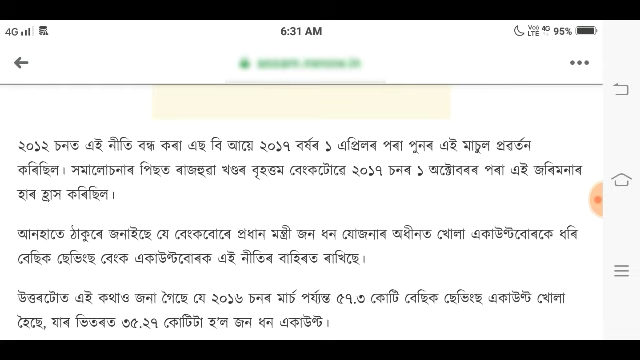 4G
6:31 AM
VoD LTE 4G 95%
২০১২ চনত এই নীতি বন্ধ কৰা এছ বি আয়ে ২০১৭ বৰ্ষৰ ১ এপ্ৰিলৰ পৰা পুনৰ এই মাচুল প্ৰৱৰ্তন
কৰিছিল। সমালোচনাৰ পিছত ৰাজহুৱা খণ্ডৰ বৃহত্তম বেংকটোৱে ২০১৭ চনৰ ১ অক্টোবৰৰ পৰা এই জৰিমনাৰ
হাৰ হ্ৰাস কৰিছিল।
আনহাতে ঠাকুৰে জনাইছে যে বেংকবোৰে প্ৰধান মন্ত্ৰী জন ধন যোজনাৰ অধীনত খোলা একাউণ্টবোৰকে ধৰি
বেছিক ছেভিংছ বেংক একাউণ্টবোৰক এই নীতিৰ বাহিৰত ৰাখিছে।
উত্তৰটোত এই কথাও জনা গৈছে যে ২০১৬ চনৰ মাৰ্চ পৰ্য্যন্ত ৫৭.৩ কোটি বেছিক ছেভিংছ একাউণ্ট খোলা
হৈছে, যাৰ ভিতৰত ৩৫.২৭ কোটিটা হ'ল জন ধন একাউণ্ট।